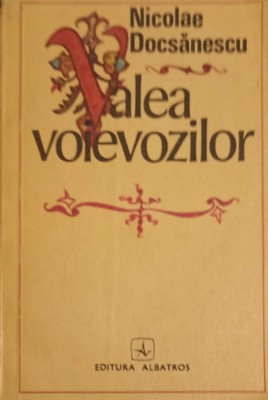 Nicolae
Docsănescu
Valea
voievozilor
EDITURA ALBATROS